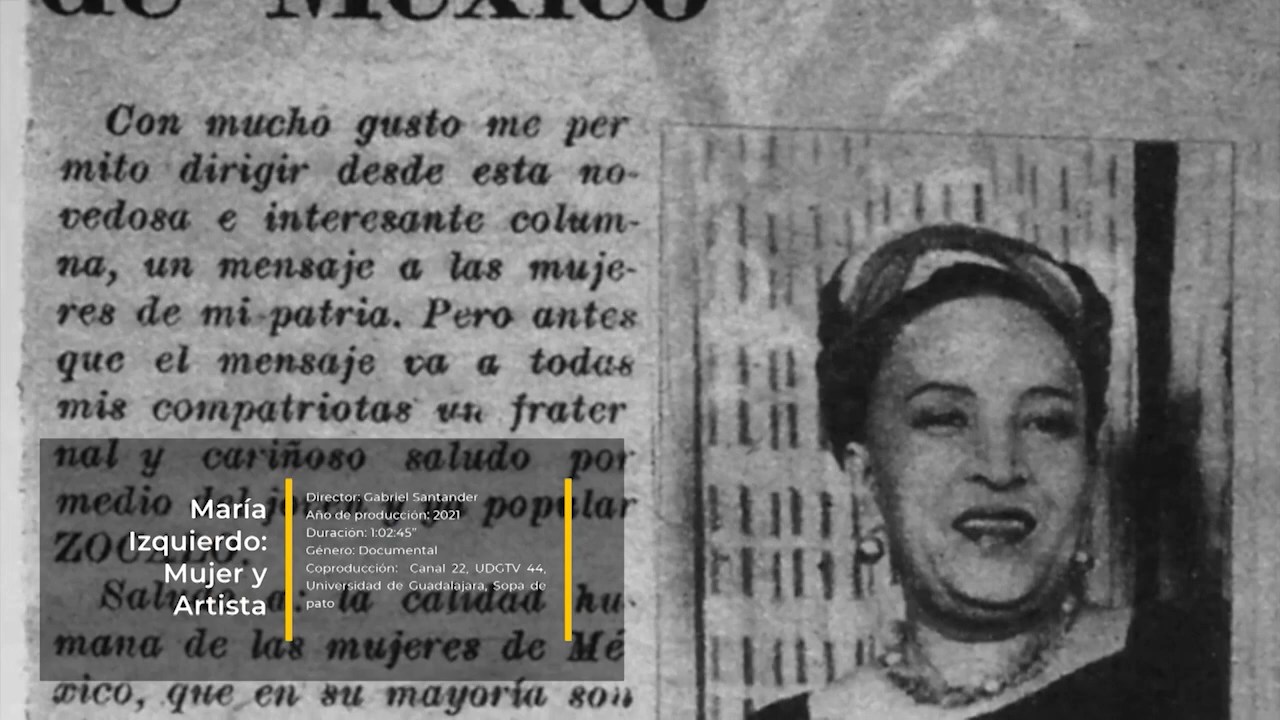 de México
Con mucho gusto me per
mito dirigir desde esta no-
vedosa e interesante colum-
na, un mensaje a las muje-
res de mi patria. Pero antes
que el mensaje va a todas
mis compatriotas un frater
nal y cariñoso saludo por
medio del popular
ZOC
Saludo a: la calidad hu-
mana de las mujeres de Mé
xico, que en su mayoría son
María
Izquierdo:
Mujer y
Artista
Director: Gabriel Santander
Año de producción: 2021
Duración: 1:02:45”
Género: Documental
Coproducción: Canal 22, UDGTV 44,
Universidad de Guadalajara, Sopa de
pato